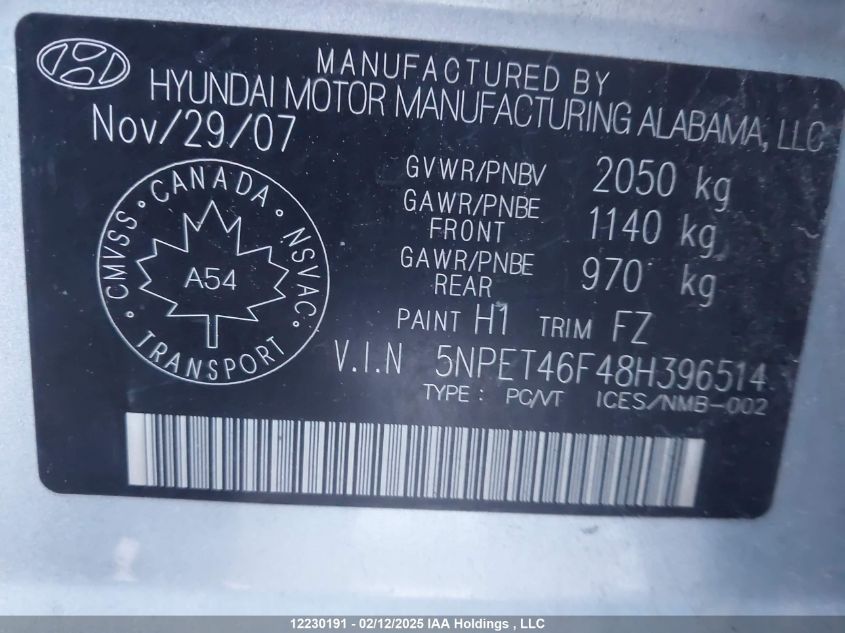 MANUFACTURED BY
HYUNDAI MOTOR MANUFACTURING ALABAMA, LLC
Nov/29/07
GVWR/PNBV 2050 kg
GAWR/PNBE FRONT 1140 kg
GAWR/PNBE REAR 970 kg
CANADA
CMVSS • NSVAC
A54
TRANSPORT
PAINT H1 TRIM FZ
V.I.N 5NPET46F48H396514
TYPE : PC/VT ICES/NMB-002
12230191 - 02/12/2025 IAA Holdings , LLC